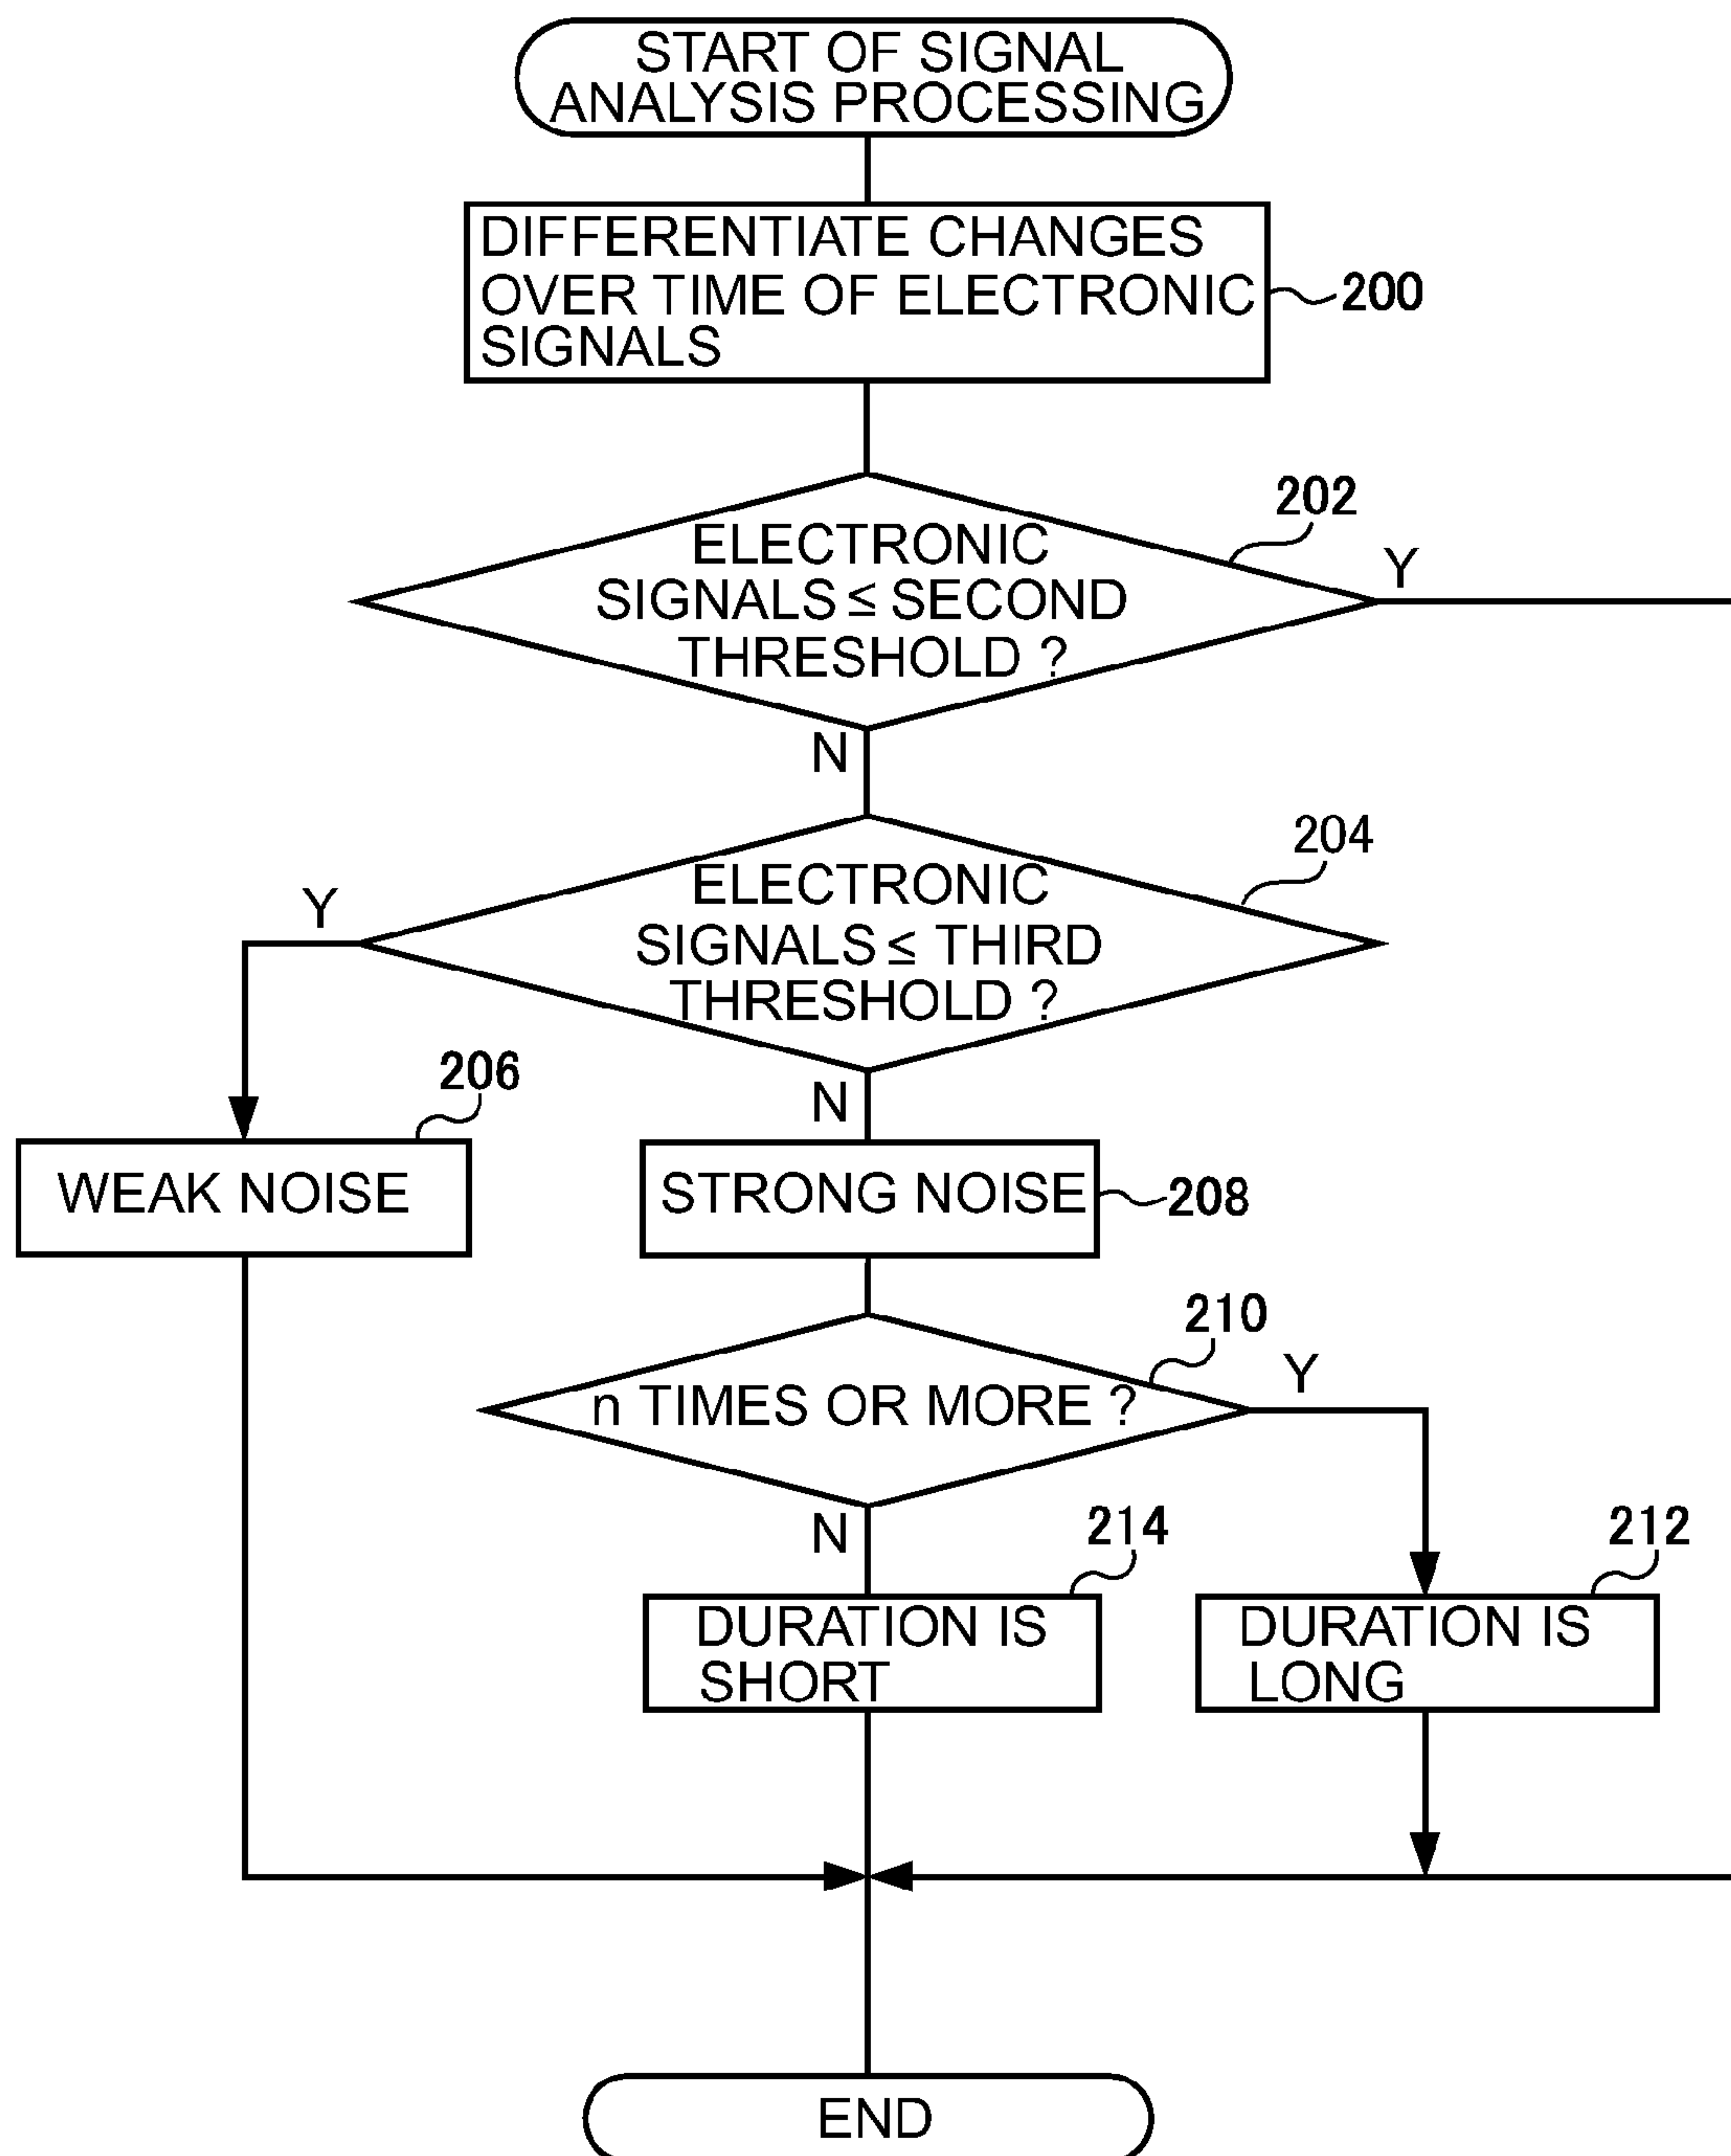 START OF SIGNAL
ANALYSIS PROCESSING
DIFFERENTIATE CHANGES
OVER TIME OF ELECTRONIC
SIGNALS
200
202
ELECTRONIC
SIGNALS ≤ SECOND
THRESHOLD ?
Y
N
204
ELECTRONIC
SIGNALS ≤ THIRD
THRESHOLD ?
Y
N
206
WEAK NOISE
STRONG NOISE
208
210
n TIMES OR MORE ?
Y
N
214
DURATION IS
SHORT
212
DURATION IS
LONG
END